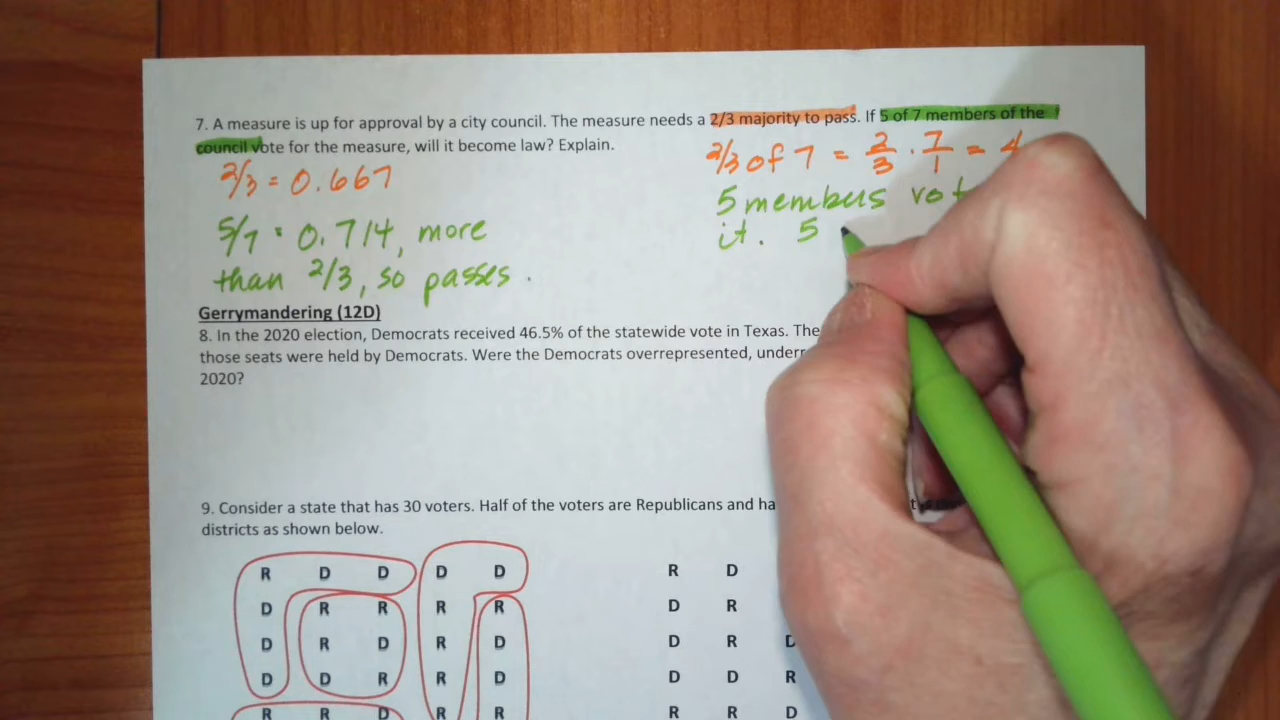 7. A measure is up for approval by a city council. The measure needs a 2/3 majority to pass. If 5 of 7 members of the
council vote for the measure, will it become law? Explain.
2/3 of 7 = 2/3 · 7/1 = 4
2/3 = 0.667
5 members
it. 5
5/7 = 0.714, more
than 2/3, so passes.
Gerrymandering (12D)
8. In the 2020 election, Democrats received 46.5% of the statewide vote in Texas. The
those seats were held by Democrats. Were the Democrats overrepresented,
2020?
9. Consider a state that has 30 voters. Half of the voters are Republicans and
districts as shown below.
R D D D D R D
D R R R R D R
D R D R D D R D
D D R R D D D R
R R D R R R R D